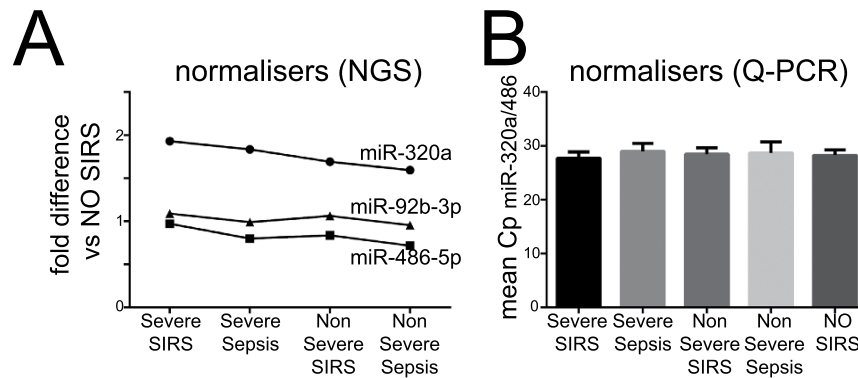 A
normalisers (NGS)
fold difference
vs NO SIRS
2
1
0
miR-320a
miR-92b-3p
miR-486-5p
Severe
SIRS
Severe
Sepsis
Non
Severe
SIRS
Non
Severe
Sepsis
B
normalisers (Q-PCR)
mean Cp miR-320a/486
40
30
20
10
0
Severe
SIRS
Severe
Sepsis
Non
Severe
SIRS
Non
Severe
Sepsis
NO
SIRS